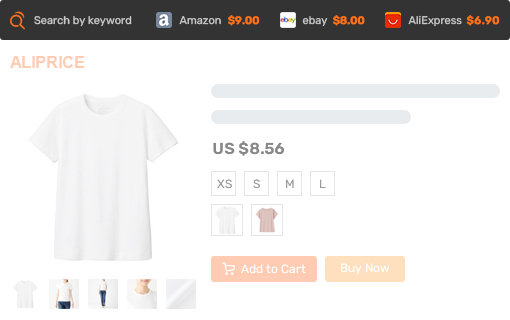 Search by keyword
Amazon $9.00
ebay
ebay $8.00
AliExpress $6.90
ALIPRICE
US $8.56
XS S M L
Add to Cart
Buy Now